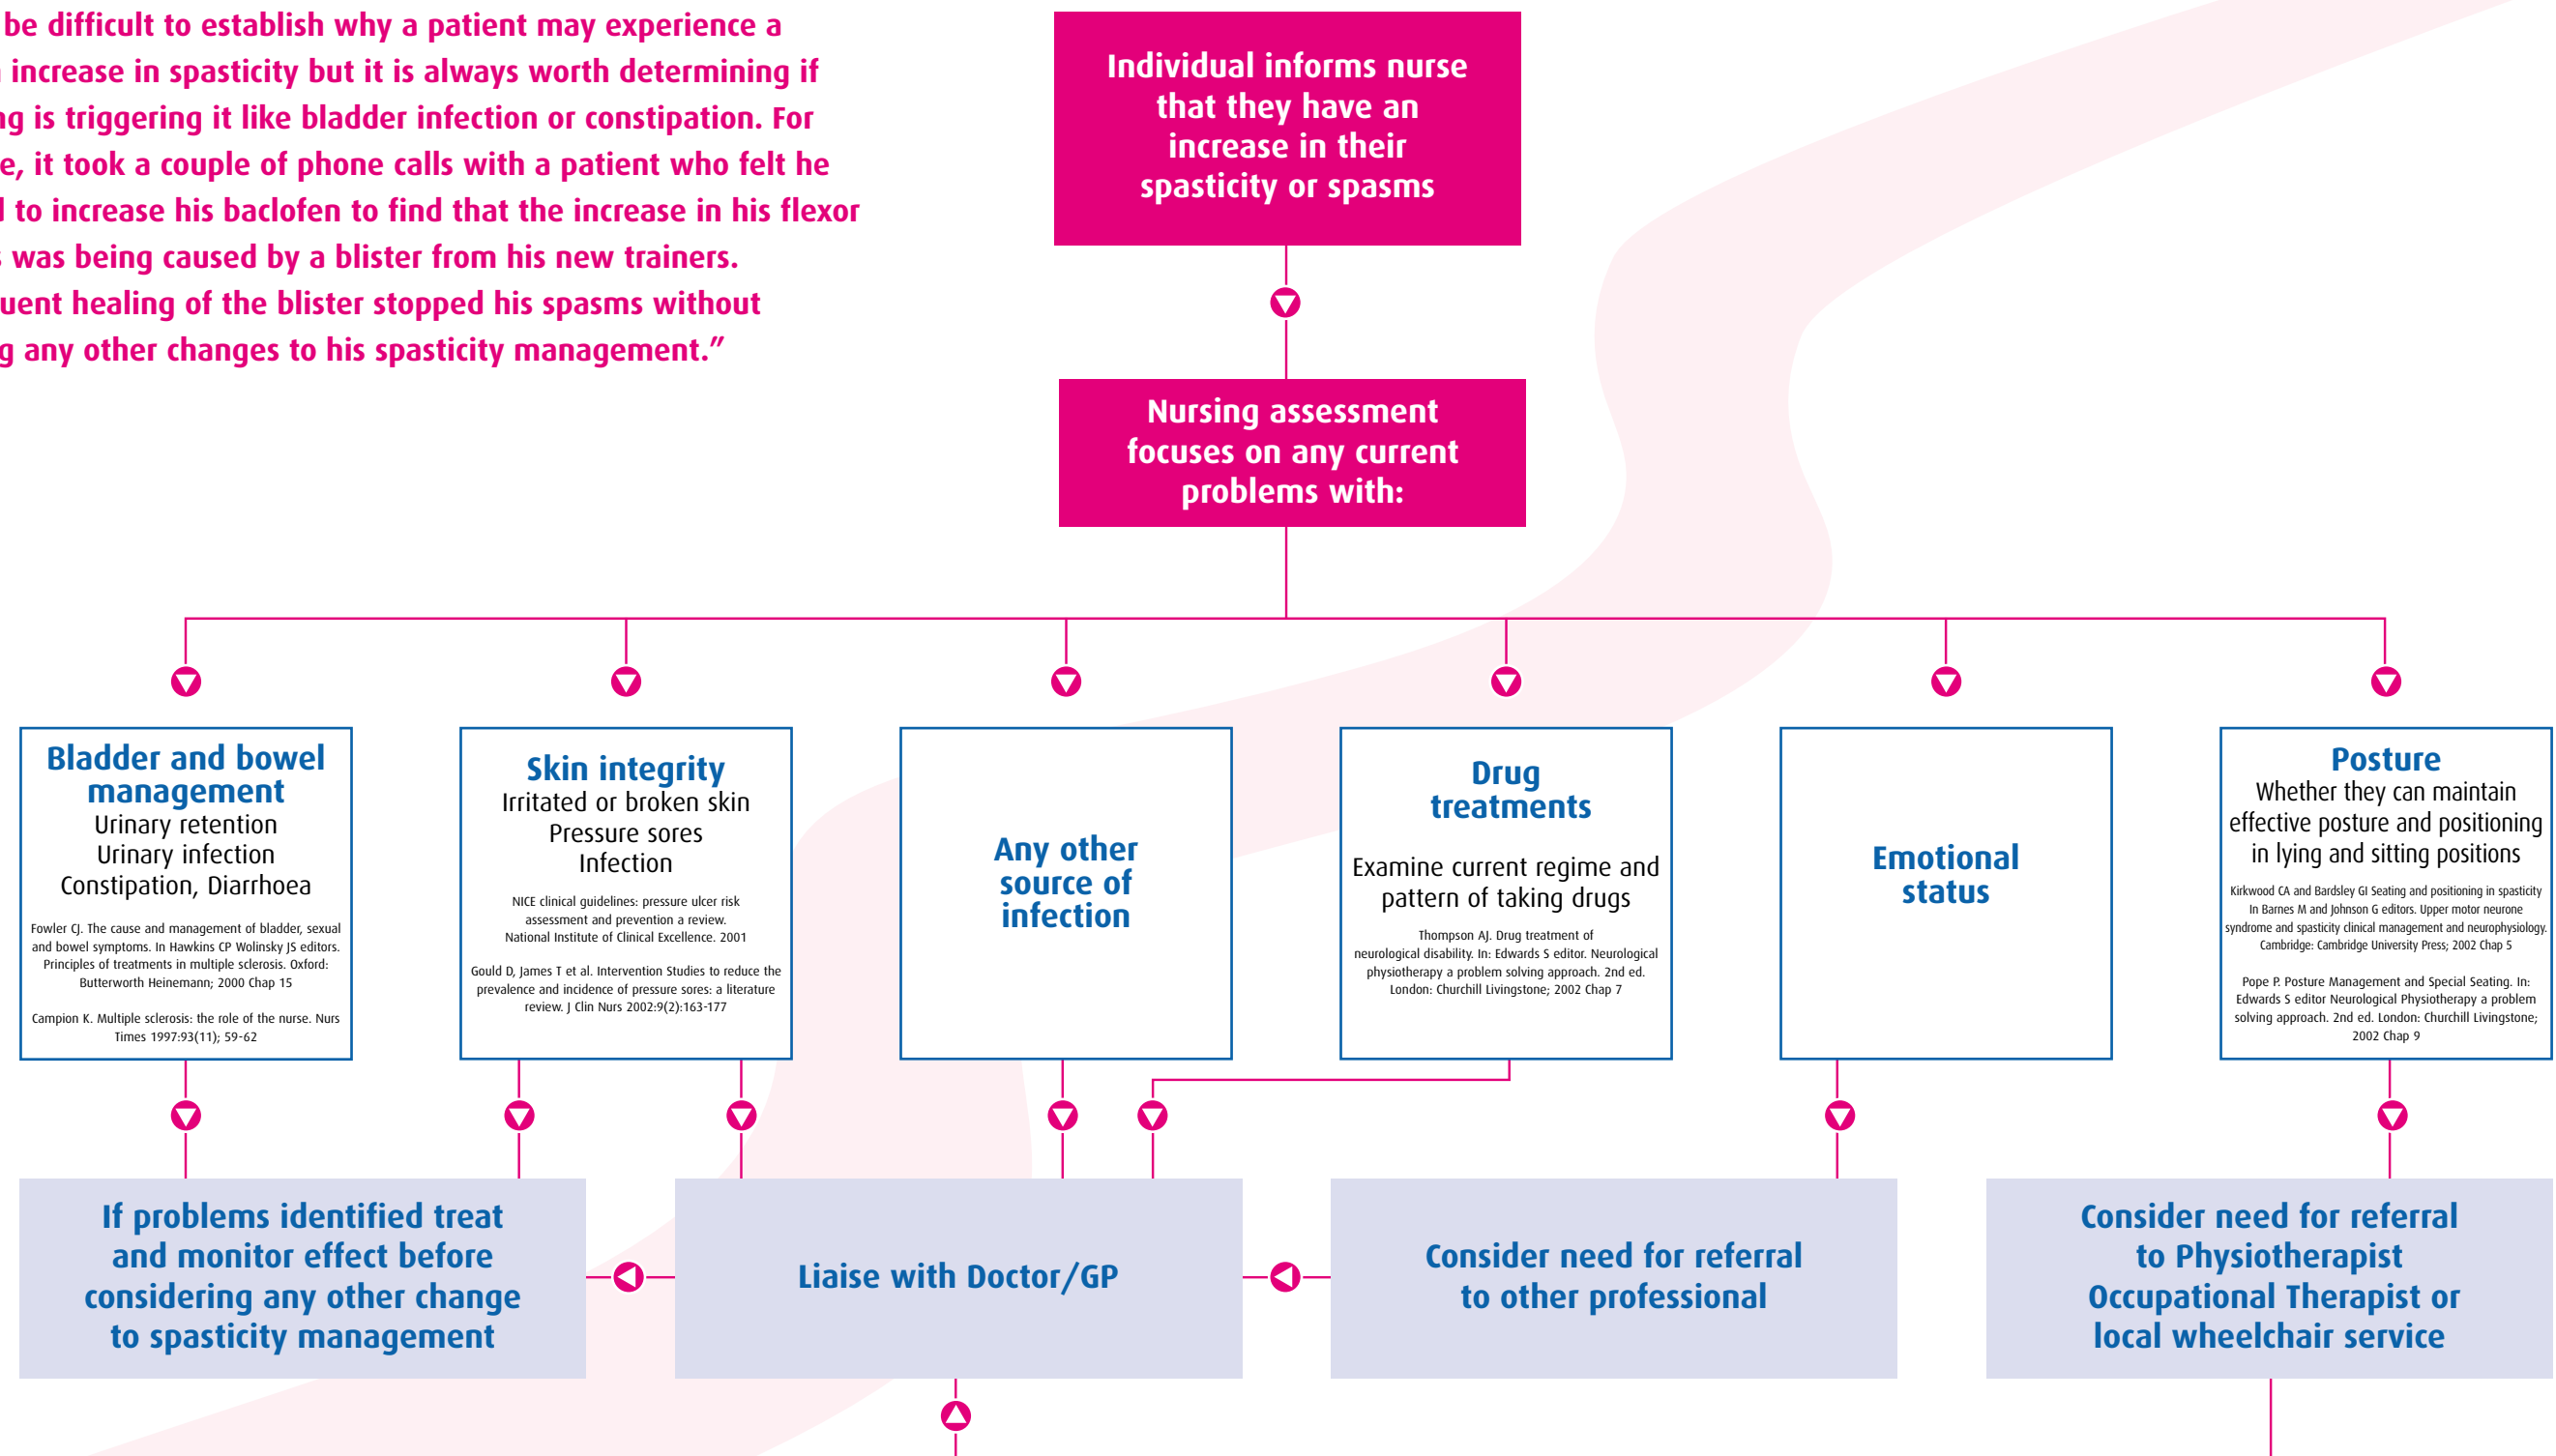 be difficult to establish why a patient may experience a
increase in spasticity but it is always worth determining if
ng is triggering it like bladder infection or constipation. For
e, it took a couple of phone calls with a patient who felt he
d to increase his baclofen to find that the increase in his flexor
s was being caused by a blister from his new trainers.
uent healing of the blister stopped his spasms without
g any other changes to his spasticity management.”
Individual informs nurse
that they have an
increase in their
spasticity or spasms
Nursing assessment
focuses on any current
problems with:
Bladder and bowel
management
Urinary retention
Urinary infection
Constipation, Diarrhoea
Fowler CJ. The cause and management of bladder, sexual
and bowel symptoms. In Hawkins CP Wolinsky JS editors.
Principles of treatments in multiple sclerosis. Oxford:
Butterworth Heinemann; 2000 Chap 15
Campion K. Multiple sclerosis: the role of the nurse. Nurs
Times 1997:93(11); 59-62
Skin integrity
Irritated or broken skin
Pressure sores
Infection
NICE clinical guidelines: pressure ulcer risk
assessment and prevention a review.
National Institute of Clinical Excellence. 2001
Gould D, James T et al. Intervention Studies to reduce the
prevalence and incidence of pressure sores: a literature
review. J Clin Nurs 2002:9(2):163-177
Any other
source of
infection
Drug
treatments
Examine current regime and
pattern of taking drugs
Thompson AJ. Drug treatment of
neurological disability. In: Edwards S editor. Neurological
physiotherapy a problem solving approach. 2nd ed.
London: Churchill Livingstone; 2002 Chap 7
Emotional
status
Posture
Whether they can maintain
effective posture and positioning
in lying and sitting positions
Kirkwood CA and Bardsley GI Seating and positioning in spasticity
In Barnes M and Johnson G editors. Upper motor neurone
syndrome and spasticity clinical management and neurophysiology.
Cambridge: Cambridge University Press; 2002 Chap 5
Pope P. Posture Management and Special Seating. In:
Edwards S editor Neurological Physiotherapy a problem
solving approach. 2nd ed. London: Churchill Livingstone;
2002 Chap 9
If problems identified treat
and monitor effect before
considering any other change
to spasticity management
Liaise with Doctor/GP
Consider need for referral
to other professional
Consider need for referral
to Physiotherapist
Occupational Therapist or
local wheelchair service